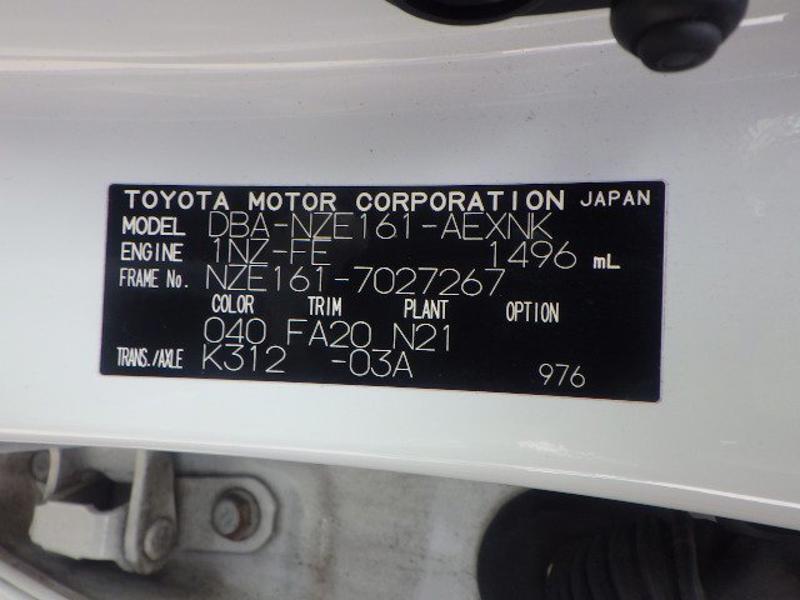 TOYOTA MOTOR CORPORATION JAPAN
MODEL DBA-NZE161-AEXNK
ENGINE 1NZ-FE 1496 mL
FRAME No. NZE161-7027267
COLOR TRIM PLANT OPTION
040 FA20 N21
TRANS./AXLE K312 -03A 976